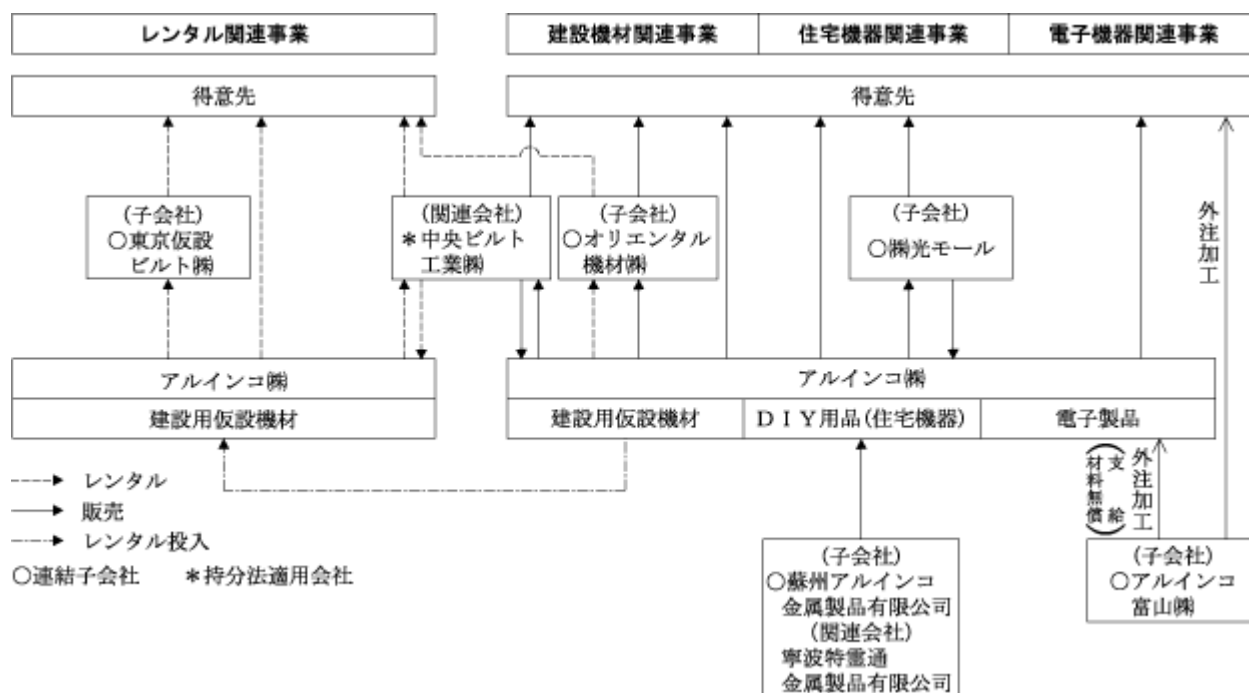 レンタル関連事業
建設機材関連事業
住宅機器関連事業
電子機器関連事業
得意先
得意先
(子会社)
○東京仮設
ビルト㈱
(関連会社)
＊中央ビルト
工業㈱
(子会社)
○オリエンタル
機材㈱
(子会社)
○㈱光モール
外注加工
アルインコ㈱
建設用仮設機材
アルインコ㈱
建設用仮設機材
ＤＩＹ用品(住宅機器)
電子製品
レンタル
販売
レンタル投入
○連結子会社　＊持分法適用会社
(材料無償
支給)
外注加工
(子会社)
○蘇州アルインコ
金属製品有限公司
(関連会社)
寧波特霊通
金属製品有限公司
(子会社)
○アルインコ
富山㈱